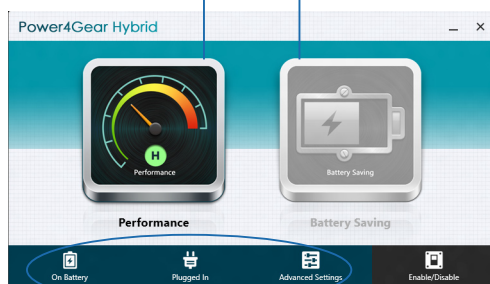 Power4Gear Hybrid
H
Performance
Battery Saving
Performance
Battery Saving
On Battery
Plugged In
Advanced Settings
Enable/Disable